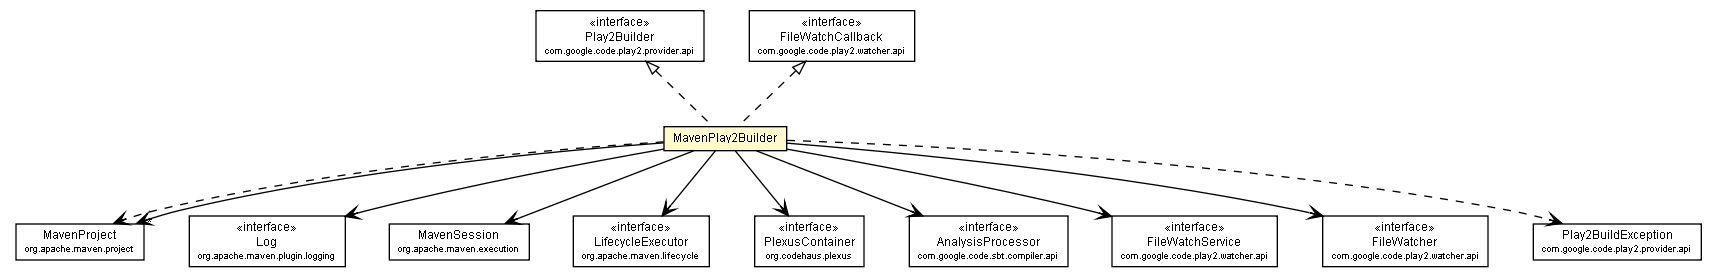 «interface»
Play2Builder
com.google.code.play2.provider.api
«interface»
FileWatchCallback
com.google.code.play2.watcher.api
MavenPlay2Builder
MavenProject
org.apache.maven.project
«interface»
Log
org.apache.maven.plugin.logging
MavenSession
org.apache.maven.execution
«interface»
LifecycleExecutor
org.apache.maven.lifecycle
«interface»
PlexusContainer
org.codehaus.plexus
«interface»
AnalysisProcessor
com.google.code.sbt.compiler.api
«interface»
FileWatchService
com.google.code.play2.watcher.api
«interface»
FileWatcher
com.google.code.play2.watcher.api
Play2BuildException
com.google.code.play2.provider.api